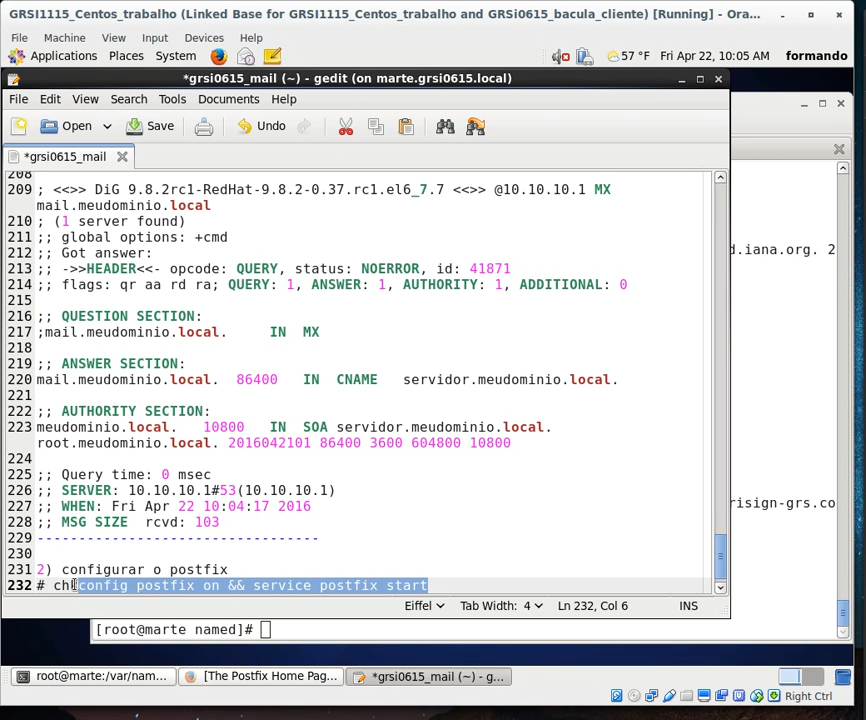 GRSI1115_Centos_trabalho (Linked Base for GRSI1115_Centos_trabalho and GRSi0615_bacula_cliente) [Running] - Ora...
File Machine View Input Devices Help
Applications Places System 57 °F Fri Apr 22, 10:05 AM formando
*grsi0615_mail (~) - gedit (on marte.grsi0615.local)
File Edit View Search Tools Documents Help
Open Save Undo
*grsi0615_mail
208
209 ; <<>> DiG 9.8.2rc1-RedHat-9.8.2-0.37.rc1.el6_7.7 <<>> @10.10.10.1 MX
mail.meudominio.local
210 ; (1 server found)
211 ;; global options: +cmd
d.iana.org. 2
212 ;; Got answer:
213 ;; ->>HEADER<<- opcode: QUERY, status: NOERROR, id: 41871
214 ;; flags: qr aa rd ra; QUERY: 1, ANSWER: 1, AUTHORITY: 1, ADDITIONAL: 0
215
216 ;; QUESTION SECTION:
217 ;mail.meudominio.local. IN MX
218
219 ;; ANSWER SECTION:
220 mail.meudominio.local. 86400 IN CNAME servidor.meudominio.local.
221
222 ;; AUTHORITY SECTION:
223 meudominio.local. 10800 IN SOA servidor.meudominio.local.
root.meudominio.local. 2016042101 86400 3600 604800 10800
224
225 ;; Query time: 0 msec
226 ;; SERVER: 10.10.10.1#53(10.10.10.1)
227 ;; WHEN: Fri Apr 22 10:04:17 2016
risign-grs.co
228 ;; MSG SIZE rcvd: 103
229 ----------------------------------
230
231 2) configurar o postfix
232 # chkconfig postfix on && service postfix start
Eiffel Tab Width: 4 Ln 232, Col 6 INS
[root@marte named]#
root@marte:/var/nam... [The Postfix Home Pag... *grsi0615_mail (~) - g...
Right Ctrl